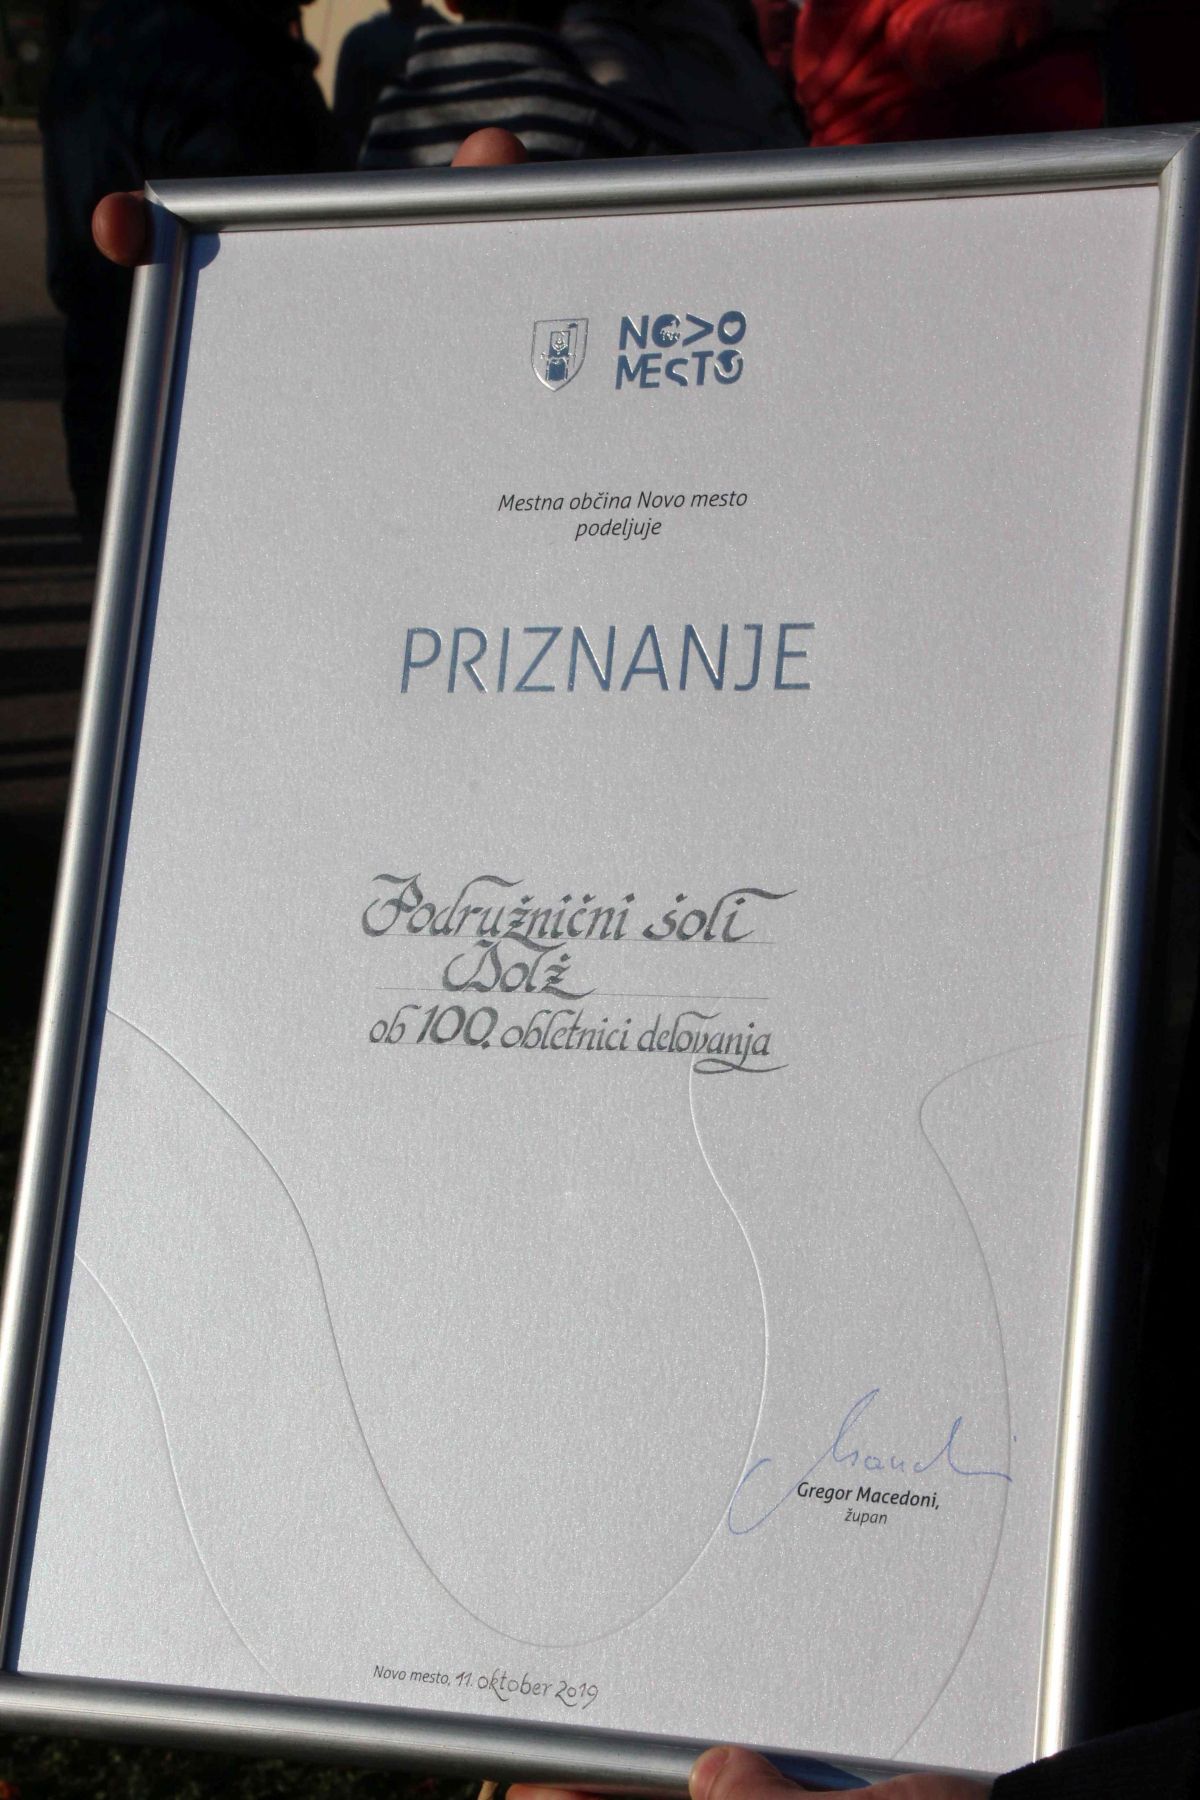 NOVO
MESTO
Mestna občina Novo mesto
podeljuje
PRIZNANJE
Podružnični šoli
Dolž
ob 100. obletnici delovanja
Gregor Macedoni,
župan
Novo mesto, 11. oktober 2019